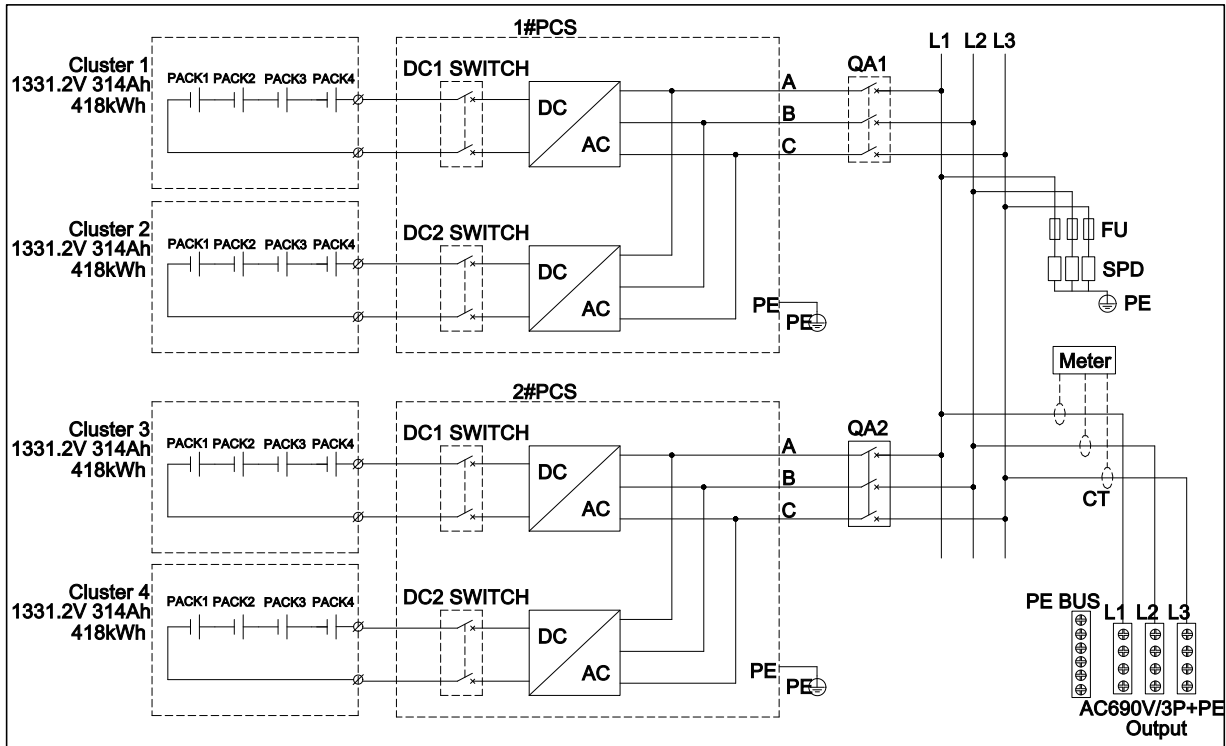 1#PCS
L1 L2 L3
Cluster 1
1331.2V 314Ah
418kWh
PACK1 PACK2 PACK3 PACK4
DC1 SWITCH
DC
AC
A
B
C
QA1
Cluster 2
1331.2V 314Ah
418kWh
PACK1 PACK2 PACK3 PACK4
DC2 SWITCH
DC
AC
PE
PE
FU
SPD
PE
Meter
CT
2#PCS
Cluster 3
1331.2V 314Ah
418kWh
PACK1 PACK2 PACK3 PACK4
DC1 SWITCH
DC
AC
A
B
C
QA2
Cluster 4
1331.2V 314Ah
418kWh
PACK1 PACK2 PACK3 PACK4
DC2 SWITCH
DC
AC
PE
PE
PE BUS
L1 L2 L3
AC690V/3P+PE
Output